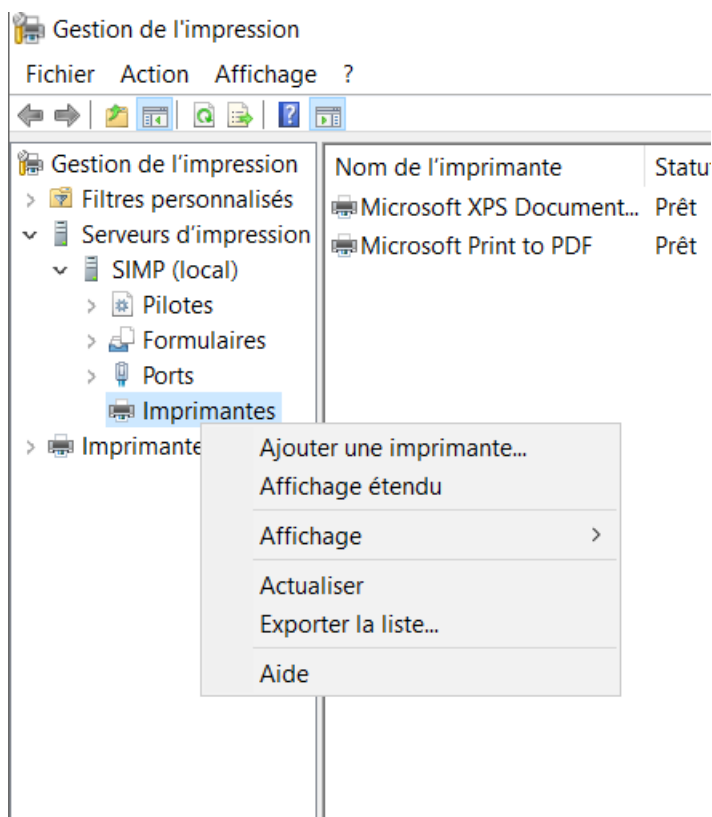 Gestion de l'impression
Fichier Action Affichage ?
Gestion de l'impression
Filtres personnalisés
Serveurs d'impression
SIMP (local)
Pilotes
Formulaires
Ports
Imprimantes
Imprimante
Nom de l'imprimante Statu
Microsoft XPS Document... Prêt
Microsoft Print to PDF Prêt
Ajouter une imprimante...
Affichage étendu
Affichage
Actualiser
Exporter la liste...
Aide